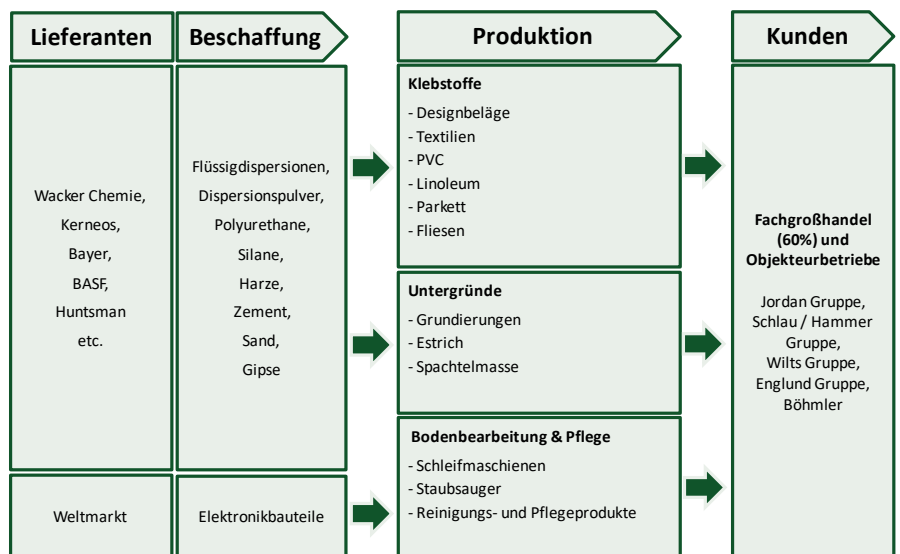 Lieferanten
Beschaffung
Produktion
Kunden
Wacker Chemie,
Kerneos,
Bayer,
BASF,
Huntsman
etc.
Flüssigdispersionen,
Dispersionspulver,
Polyurethane,
Silane,
Harze,
Zement,
Sand,
Gipse
Klebstoffe
- Designbeläge
- Textilien
- PVC
- Linoleum
- Parkett
- Fliesen
Untergründe
- Grundierungen
- Estrich
- Spachtelmasse
Bodenbearbeitung & Pflege
- Schleifmaschienen
- Staubsauger
- Reinigungs- und Pflegeprodukte
Fachgroßhandel
(60%) und
Objekteurbetriebe
Jordan Gruppe,
Schlau / Hammer
Gruppe,
Wilts Gruppe,
Englund Gruppe,
Böhmler
Weltmarkt
Elektronikbauteile